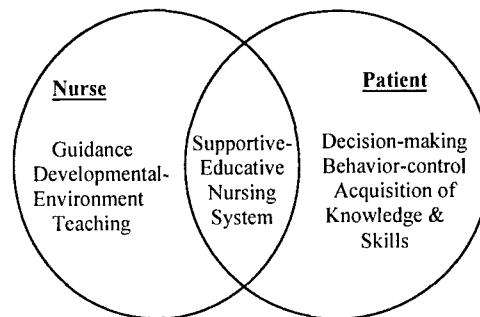 Nurse
Guidance
Developmental-
Environment
Teaching
Supportive-
Educative
Nursing
System
Patient
Decision-making
Behavior-control
Acquisition of
Knowledge &
Skills